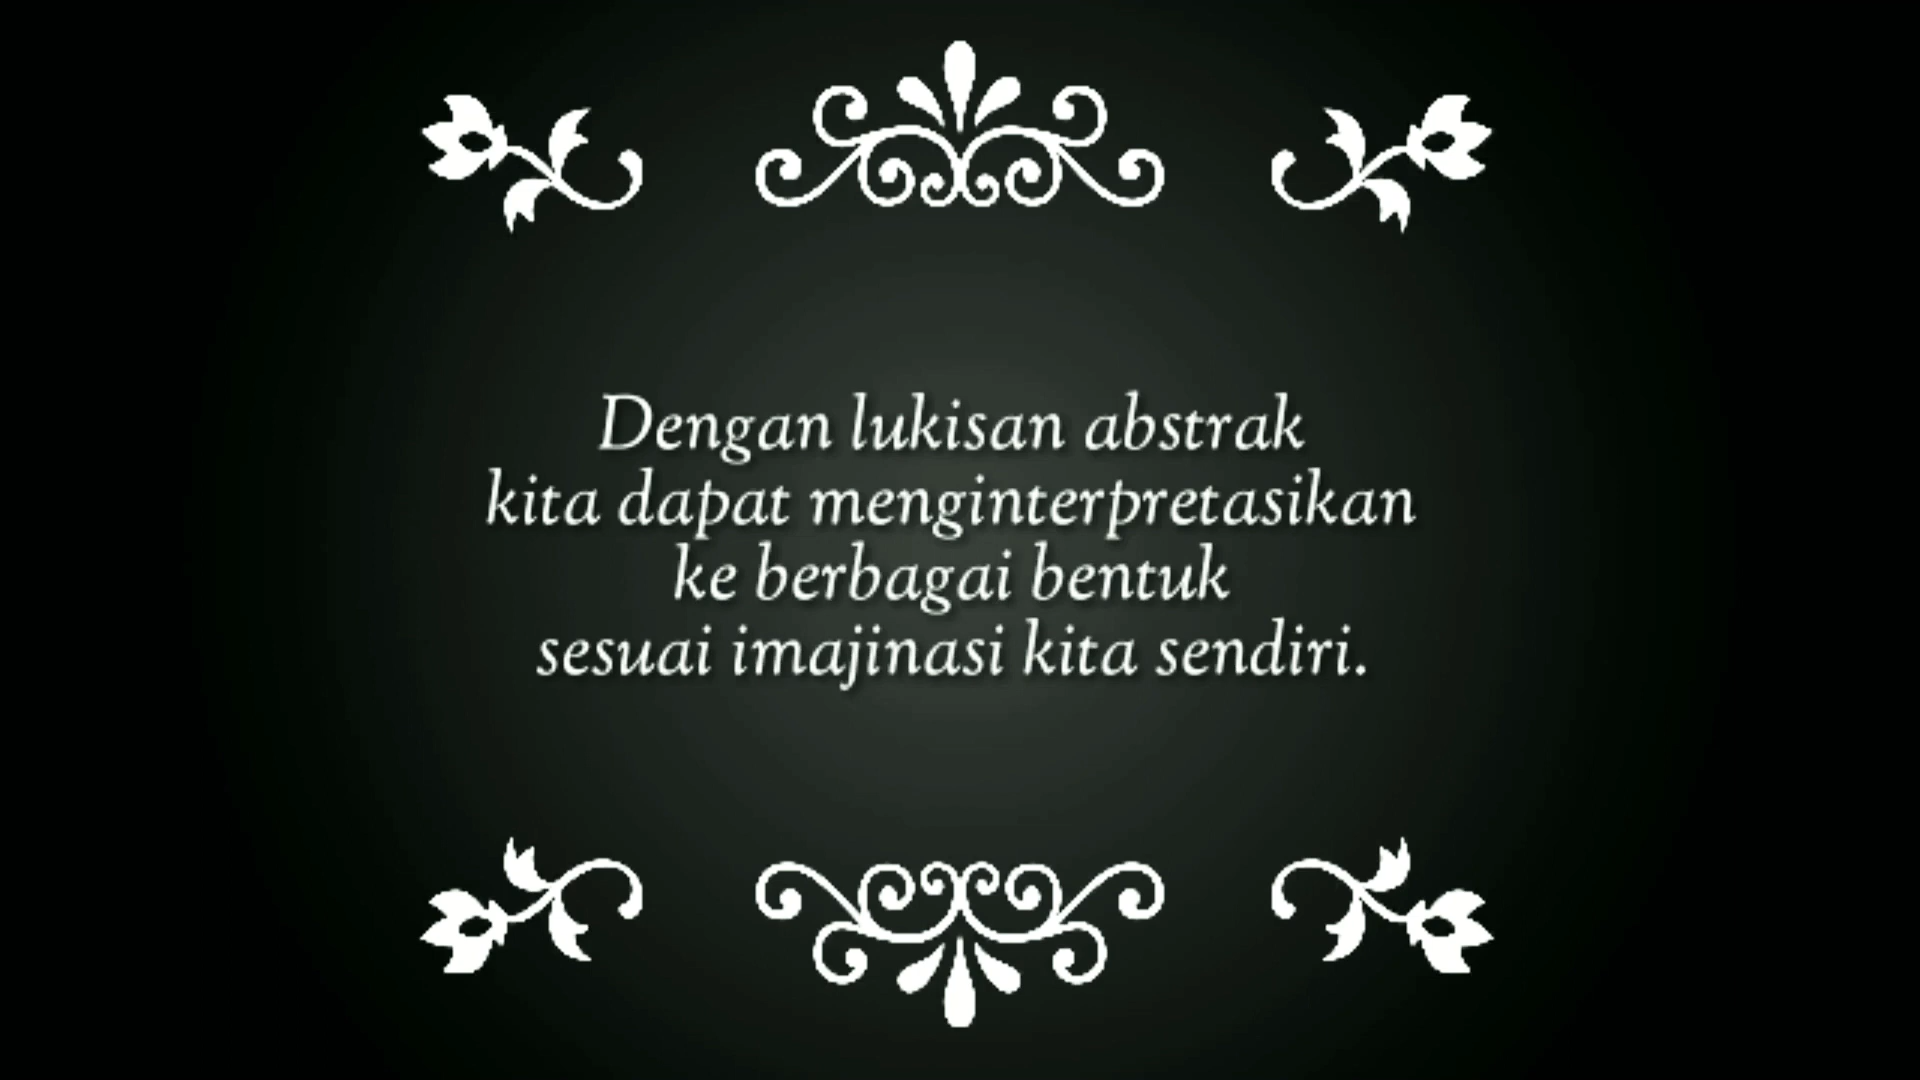 Dengan lukisan abstrak
kita dapat menginterpretasikan
ke berbagai bentuk
sesuai imajinasi kita sendiri.